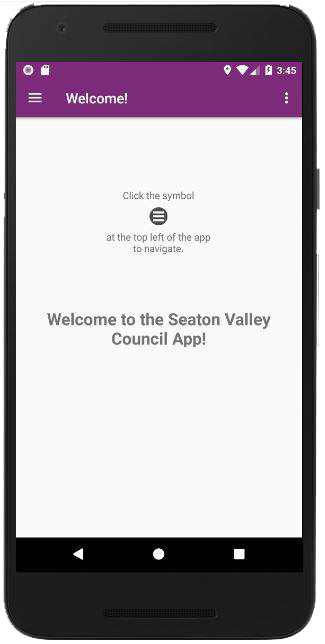 3:45
Welcome!
Click the symbol
at the top left of the app
to navigate.
Welcome to the Seaton Valley
Council App!